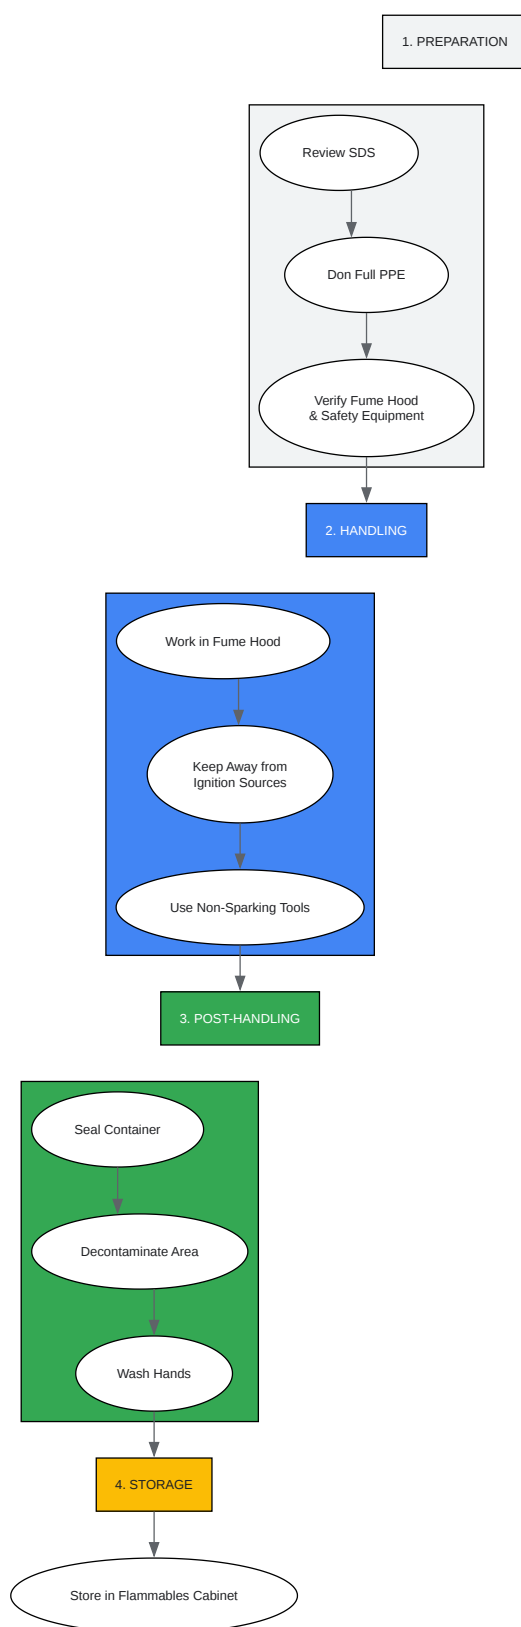 1. PREPARATION
Review SDS
Don Full PPE
Verify Fume Hood
& Safety Equipment
2. HANDLING
Work in Fume Hood
Keep Away from
Ignition Sources
Use Non-Sparking Tools
3. POST-HANDLING
Seal Container
Decontaminate Area
Wash Hands
4. STORAGE
Store in Flammables Cabinet